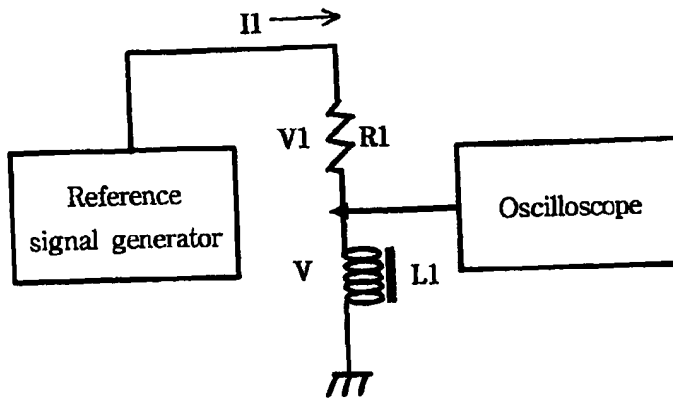 I1
V1 R1
Reference
signal generator
Oscilloscope
V
L1